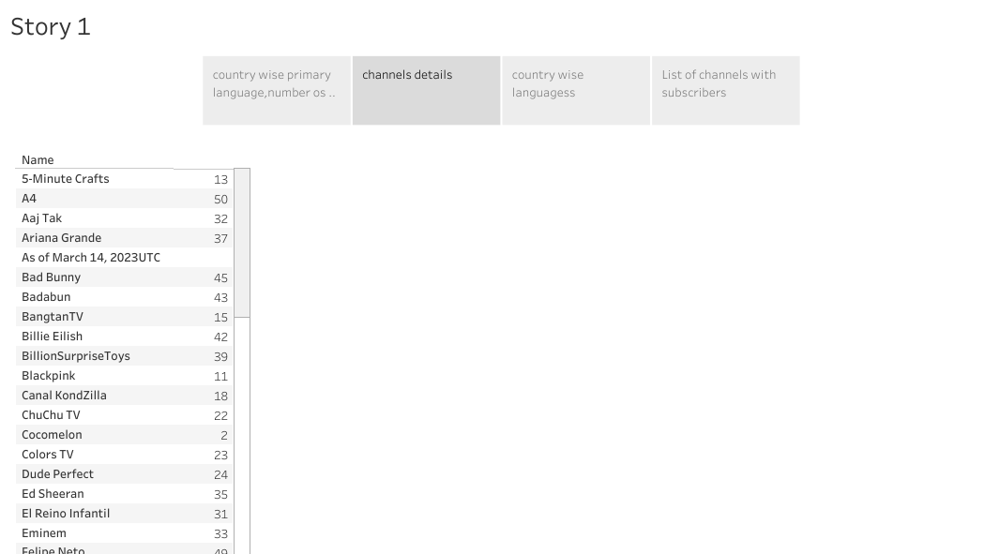 Story 1
country wise primary
language,number os ..
channels details
country wise
languagess
List of channels with
subscribers
Name
5-Minute Crafts 13
A4 50
Aaj Tak 32
Ariana Grande 37
As of March 14, 2023UTC
Bad Bunny 45
Badabun 43
BangtanTV 15
Billie Eilish 42
BillionSurpriseToys 39
Blackpink 11
Canal KondZilla 18
ChuChu TV 22
Cocomelon 2
Colors TV 23
Dude Perfect 24
Ed Sheeran 35
El Reino Infantil 31
Eminem 33
Felipe Neto 49